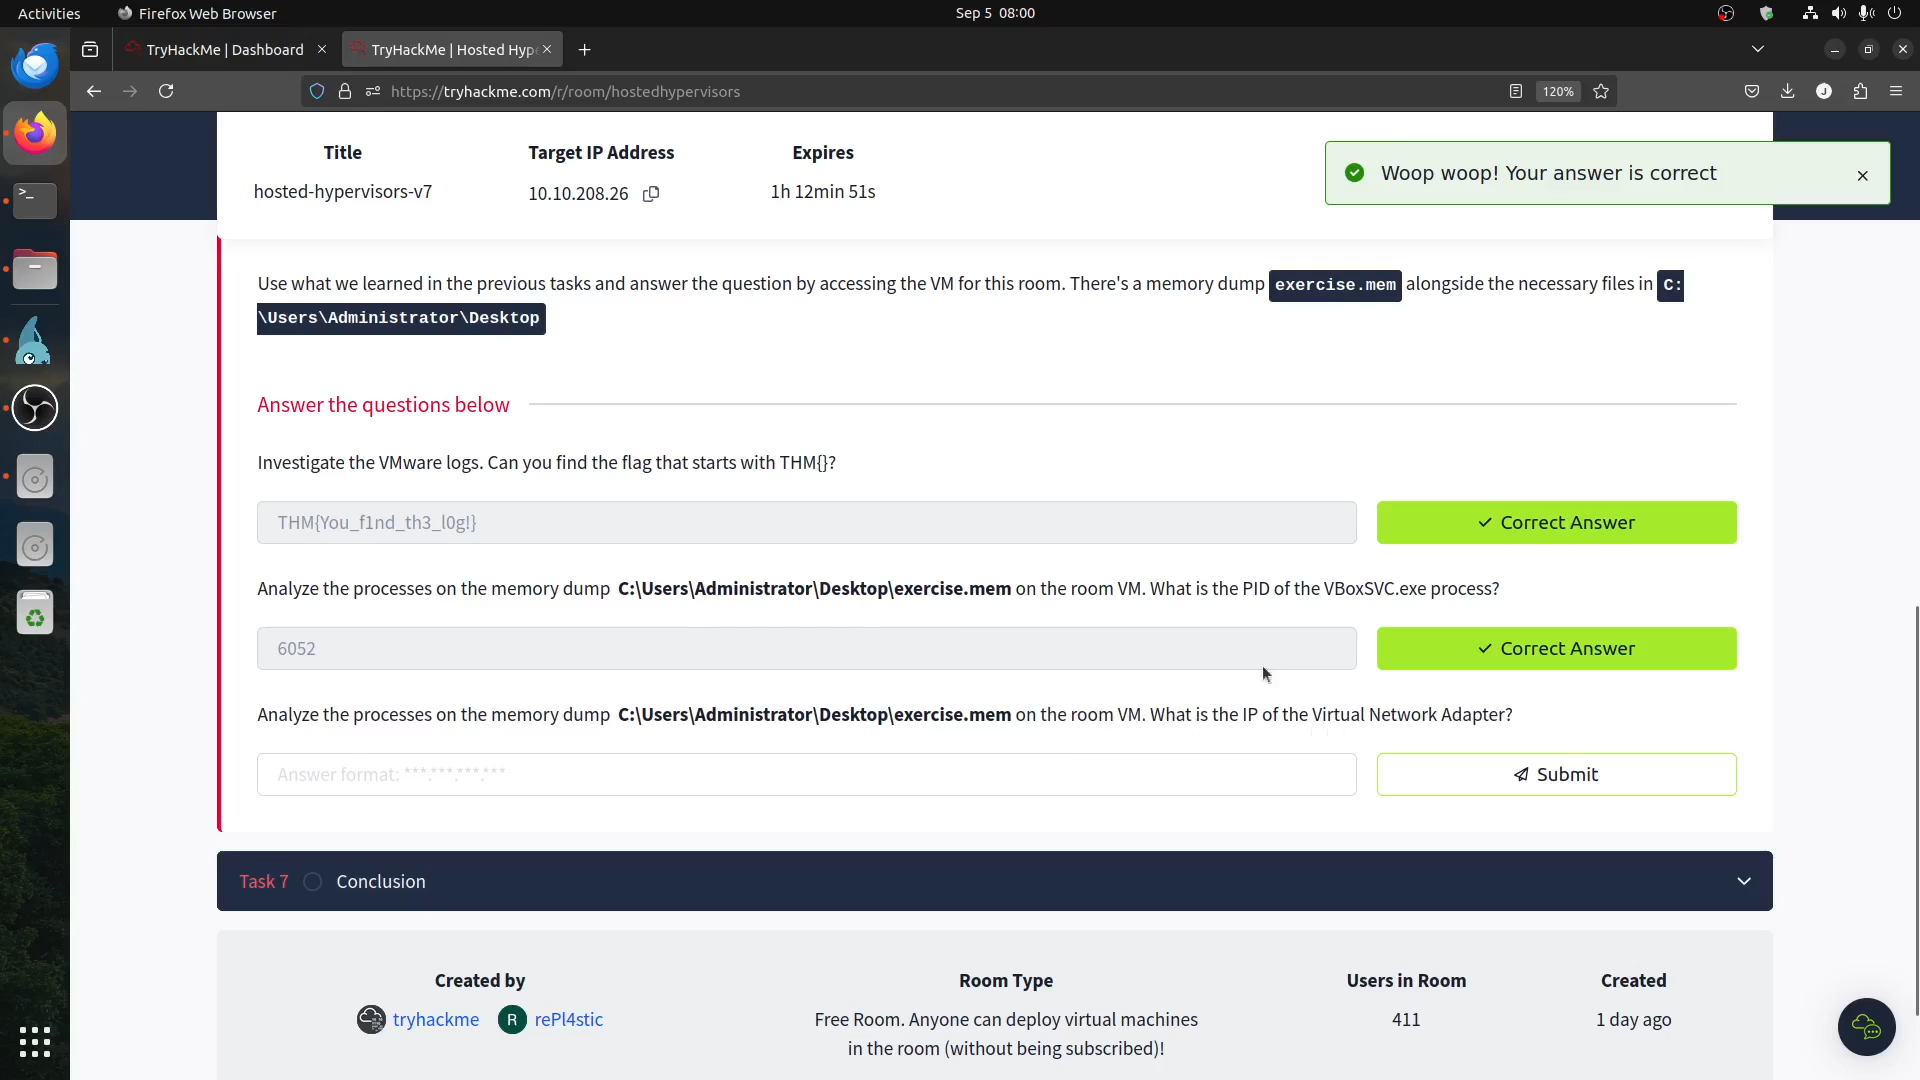 Activities
Firefox Web Browser
Sep 5 08:00
TryHackMe | Dashboard
TryHackMe | Hosted Hyp
https://tryhackme.com/r/room/hostedhypervisors
120%
J
Title
Target IP Address
Expires
hosted-hypervisors-v7
10.10.208.26
1h 12min 51s
Woop woop! Your answer is correct
Use what we learned in the previous tasks and answer the question by accessing the VM for this room. There's a memory dump exercise.mem alongside the necessary files in C:
\Users\Administrator\Desktop
Answer the questions below
Investigate the VMware logs. Can you find the flag that starts with THM{}?
THM{You_f1nd_th3_l0g!}
Correct Answer
Analyze the processes on the memory dump C:\Users\Administrator\Desktop\exercise.mem on the room VM. What is the PID of the VBoxSVC.exe process?
6052
Correct Answer
Analyze the processes on the memory dump C:\Users\Administrator\Desktop\exercise.mem on the room VM. What is the IP of the Virtual Network Adapter?
Answer format: ***.***.***.***
Submit
Task 7
Conclusion
Created by
Room Type
Users in Room
Created
tryhackme
R
rePl4stic
Free Room. Anyone can deploy virtual machines
in the room (without being subscribed)!
411
1 day ago